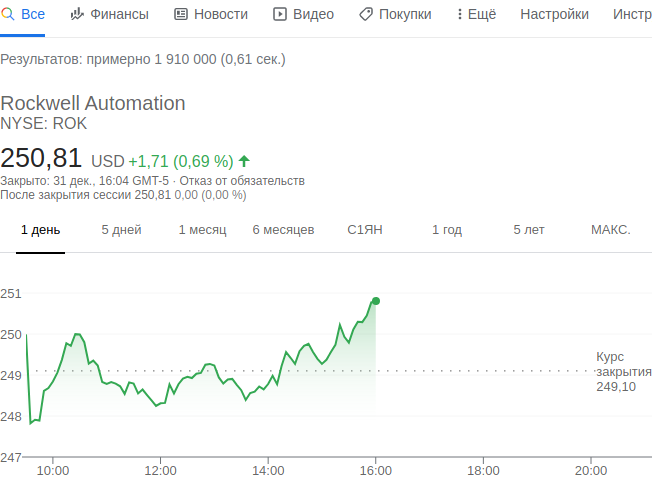 Все Финансы Новости Видео Покупки Ещё Настройки Инстр
Результатов: примерно 1 910 000 (0,61 сек.)
Rockwell Automation
NYSE: ROK
250,81 USD +1,71 (0,69 %)
Закрыто: 31 дек., 16:04 GMT-5 · Отказ от обязательств
После закрытия сессии 250,81 0,00 (0,00 %)
1 день 5 дней 1 месяц 6 месяцев С1ЯН 1 год 5 лет МАКС.
251
250
249
248
247
Курс
закрытия
249,10
10:00 12:00 14:00 16:00 18:00 20:00